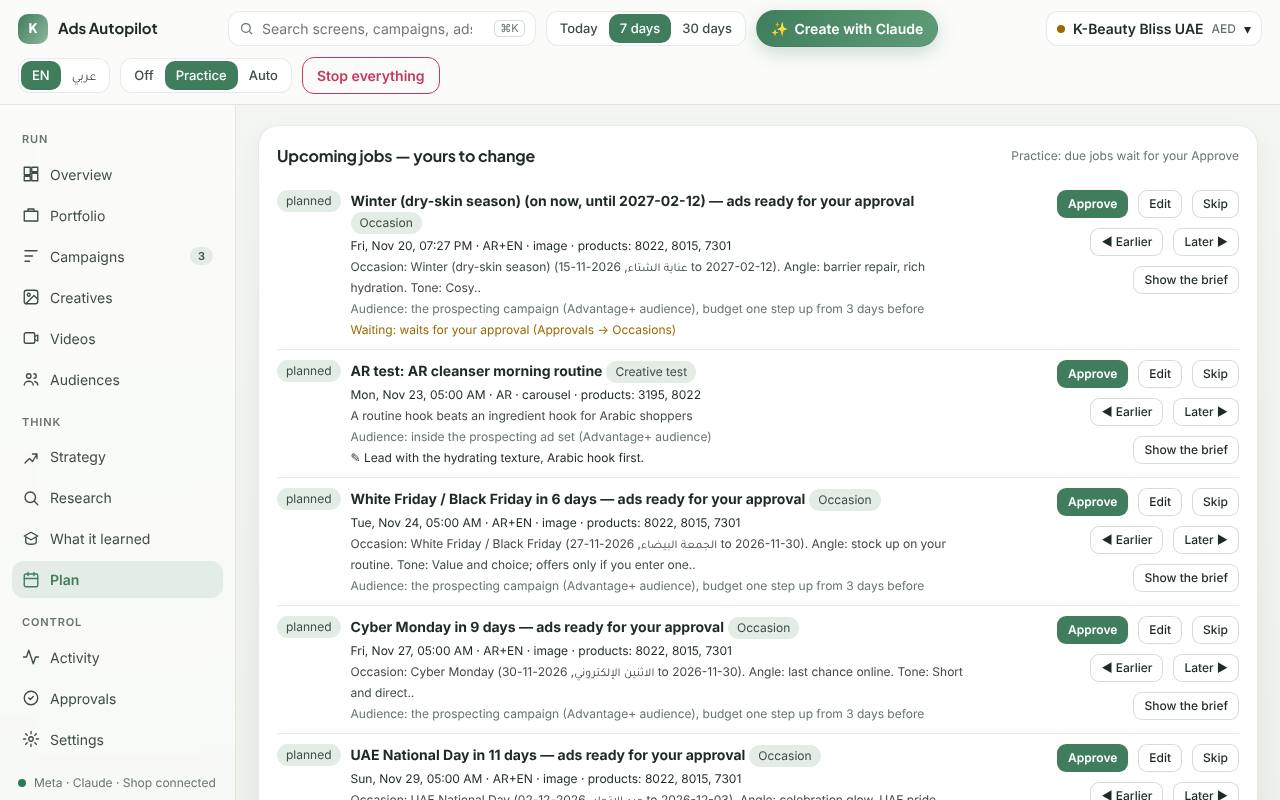 K
Ads Autopilot
Search screens, campaigns, ads
⌘K
Today
7 days
30 days
✨ Create with Claude
K-Beauty Bliss UAE AED ▾
EN
عربي
Off
Practice
Auto
Stop everything
RUN
Overview
Portfolio
Campaigns 3
Creatives
Videos
Audiences
THINK
Strategy
Research
What it learned
Plan
CONTROL
Activity
Approvals
Settings
Meta · Claude · Shop connected
Upcoming jobs — yours to change
Practice: due jobs wait for your Approve
planned
Winter (dry-skin season) (on now, until 2027-02-12) — ads ready for your approval
Occasion
Fri, Nov 20, 07:27 PM · AR+EN · image · products: 8022, 8015, 7301
Occasion: Winter (dry-skin season) (عناية الشتاء, 2026-11-15 to 2027-02-12). Angle: barrier repair, rich
hydration. Tone: Cosy..
Audience: the prospecting campaign (Advantage+ audience), budget one step up from 3 days before
Waiting: waits for your approval (Approvals → Occasions)
Approve
Edit
Skip
◀ Earlier
Later ▶
Show the brief
planned
AR test: AR cleanser morning routine Creative test
Mon, Nov 23, 05:00 AM · AR · carousel · products: 3195, 8022
A routine hook beats an ingredient hook for Arabic shoppers
Audience: inside the prospecting ad set (Advantage+ audience)
✎ Lead with the hydrating texture, Arabic hook first.
Approve
Edit
Skip
◀ Earlier
Later ▶
Show the brief
planned
White Friday / Black Friday in 6 days — ads ready for your approval Occasion
Tue, Nov 24, 05:00 AM · AR+EN · image · products: 8022, 8015, 7301
Occasion: White Friday / Black Friday (الجمعة البيضاء, 2026-11-27 to 2026-11-30). Angle: stock up on your
routine. Tone: Value and choice; offers only if you enter one..
Audience: the prospecting campaign (Advantage+ audience), budget one step up from 3 days before
Approve
Edit
Skip
◀ Earlier
Later ▶
Show the brief
planned
Cyber Monday in 9 days — ads ready for your approval Occasion
Fri, Nov 27, 05:00 AM · AR+EN · image · products: 8022, 8015, 7301
Occasion: Cyber Monday (الاثنين الإلكتروني, 2026-11-30 to 2026-11-30). Angle: last chance online. Tone: Short
and direct..
Audience: the prospecting campaign (Advantage+ audience), budget one step up from 3 days before
Approve
Edit
Skip
◀ Earlier
Later ▶
Show the brief
planned
UAE National Day in 11 days — ads ready for your approval Occasion
Sun, Nov 29, 05:00 AM · AR+EN · image · products: 8022, 8015, 7301
Occasion: UAE National Day (2026-12-02 to 2026-12-03). Angle: celebration glow, UAE pride
Approve
Edit
Skip
◀ Earlier
Later ▶